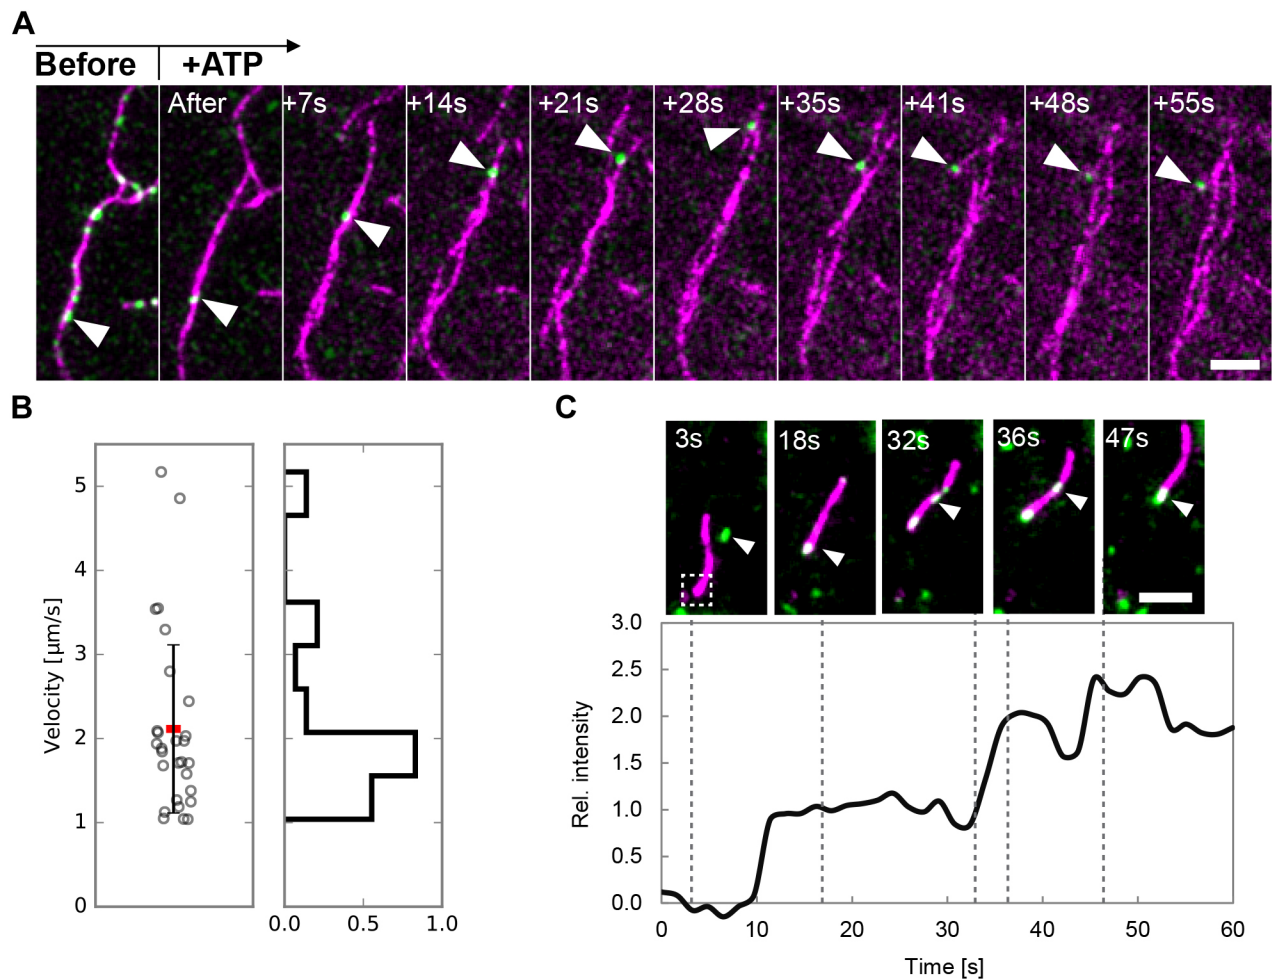 A
Before +ATP
After +7s +14s +21s +28s +35s +41s +48s +55s
B
C
Velocity [µm/s]
5
4
3
2
1
0
0.0 0.5 1.0
3s 18s 32s 36s 47s
Rel. intensity
3.0
2.5
2.0
1.5
1.0
0.5
0.0
0 10 20 30 40 50 60
Time [s]